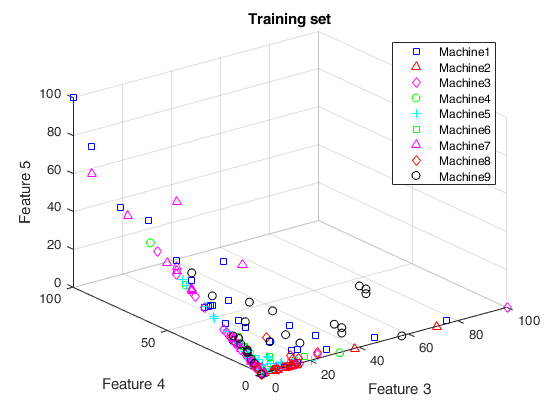 Training set
Machine1
Machine2
Machine3
Machine4
Machine5
Machine6
Machine7
Machine8
Machine9
100
80
60
40
20
0
Feature 5
100
50
0
Feature 4
0
20
40
60
80
100
Feature 3